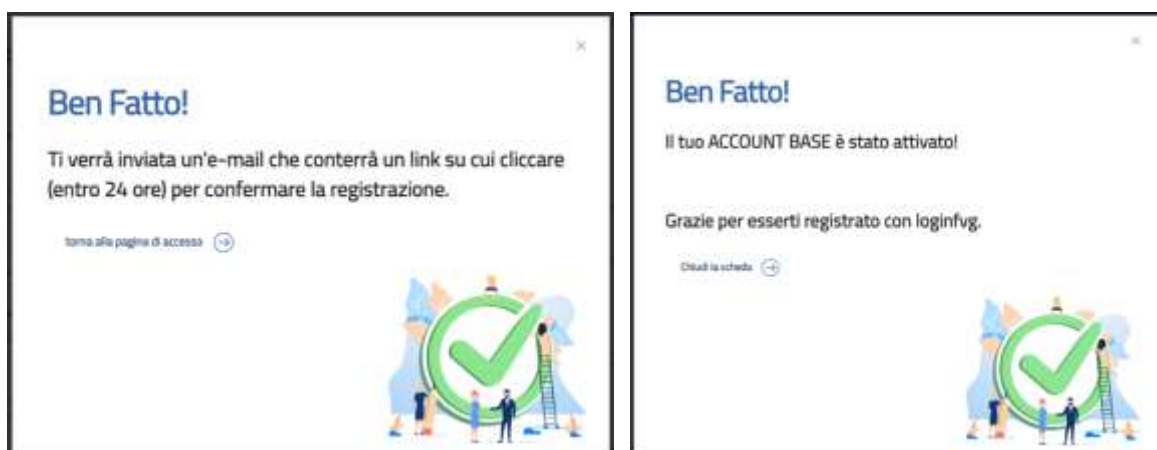 Ben Fatto!
Ti verrà inviata un'e-mail che conterrà un link su cui cliccare
(entro 24 ore) per confermare la registrazione.
torna alla pagina di accesso
Ben Fatto!
Il tuo ACCOUNT BASE è stato attivato!
Grazie per esserti registrato con loginfvg.
Chiudi la scheda